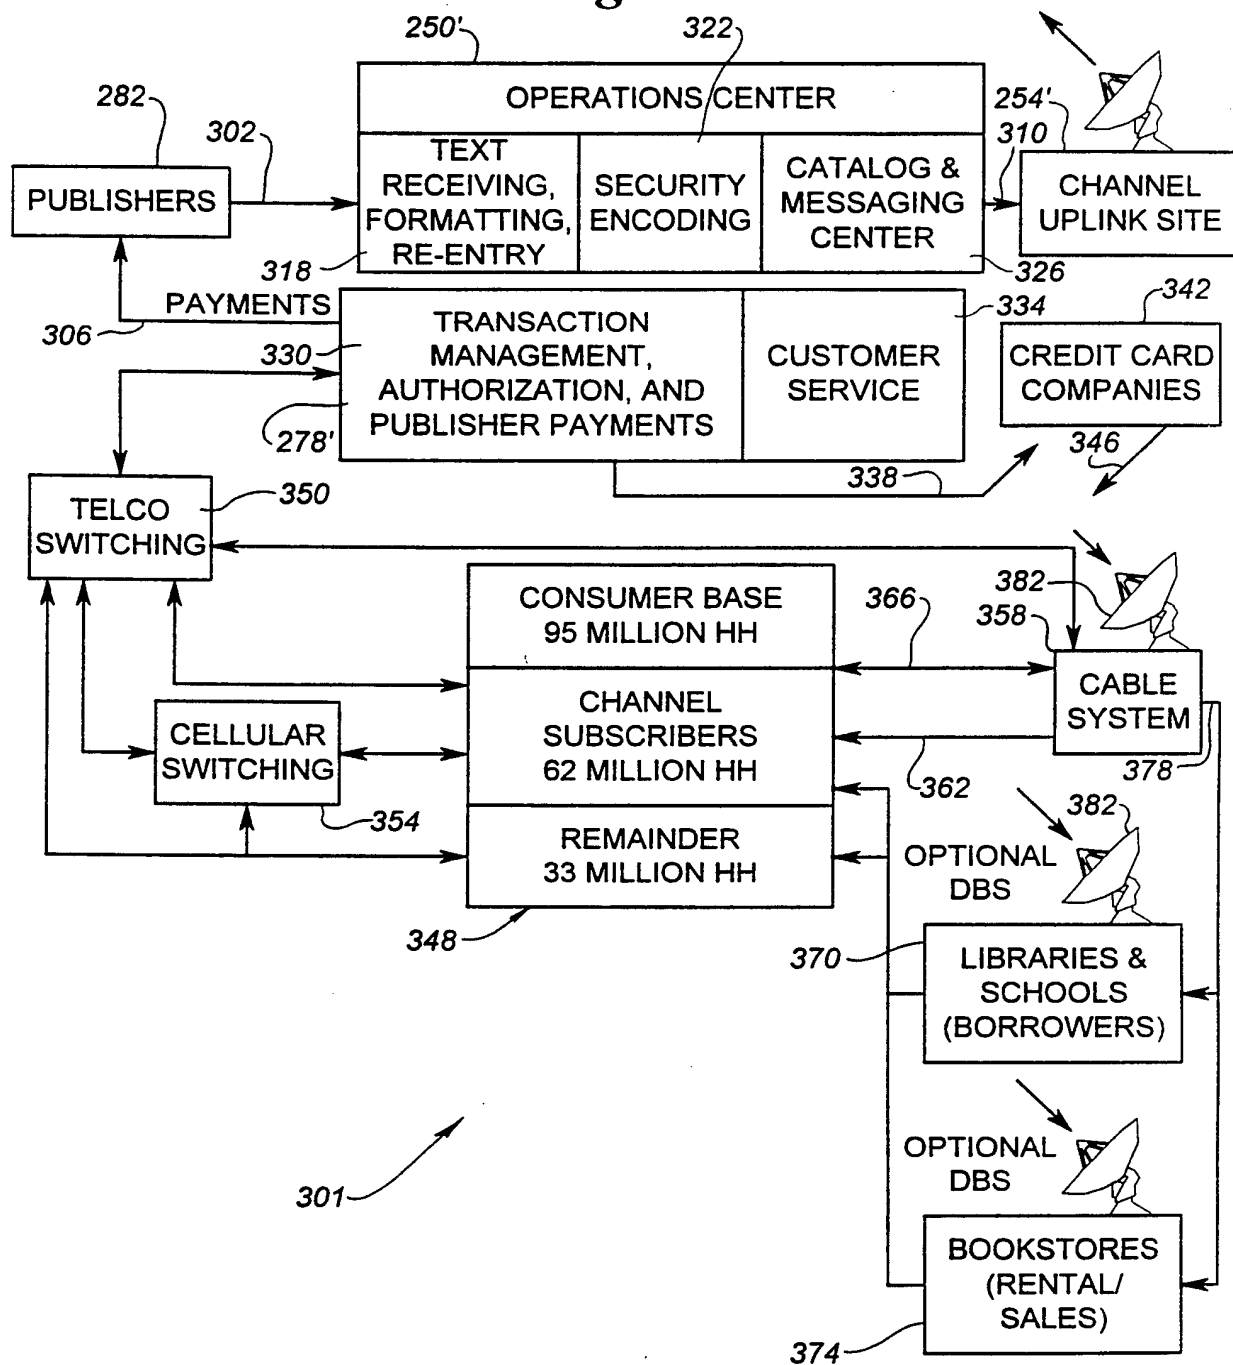 g
250'
322
282
302
OPERATIONS CENTER
254'
310
PUBLISHERS
TEXT
RECEIVING,
FORMATTING,
RE-ENTRY
SECURITY
ENCODING
CATALOG &
MESSAGING
CENTER
CHANNEL
UPLINK SITE
318
326
PAYMENTS
306
330
TRANSACTION
MANAGEMENT,
AUTHORIZATION, AND
PUBLISHER PAYMENTS
278'
334
CUSTOMER
SERVICE
342
CREDIT CARD
COMPANIES
346
338
350
TELCO
SWITCHING
CONSUMER BASE
95 MILLION HH
366
382
358
CHANNEL
SUBSCRIBERS
62 MILLION HH
CABLE
SYSTEM
CELLULAR
SWITCHING
362
378
354
REMAINDER
33 MILLION HH
382
OPTIONAL
DBS
348
370
LIBRARIES &
SCHOOLS
(BORROWERS)
301
OPTIONAL
DBS
BOOKSTORES
(RENTAL/
SALES)
374